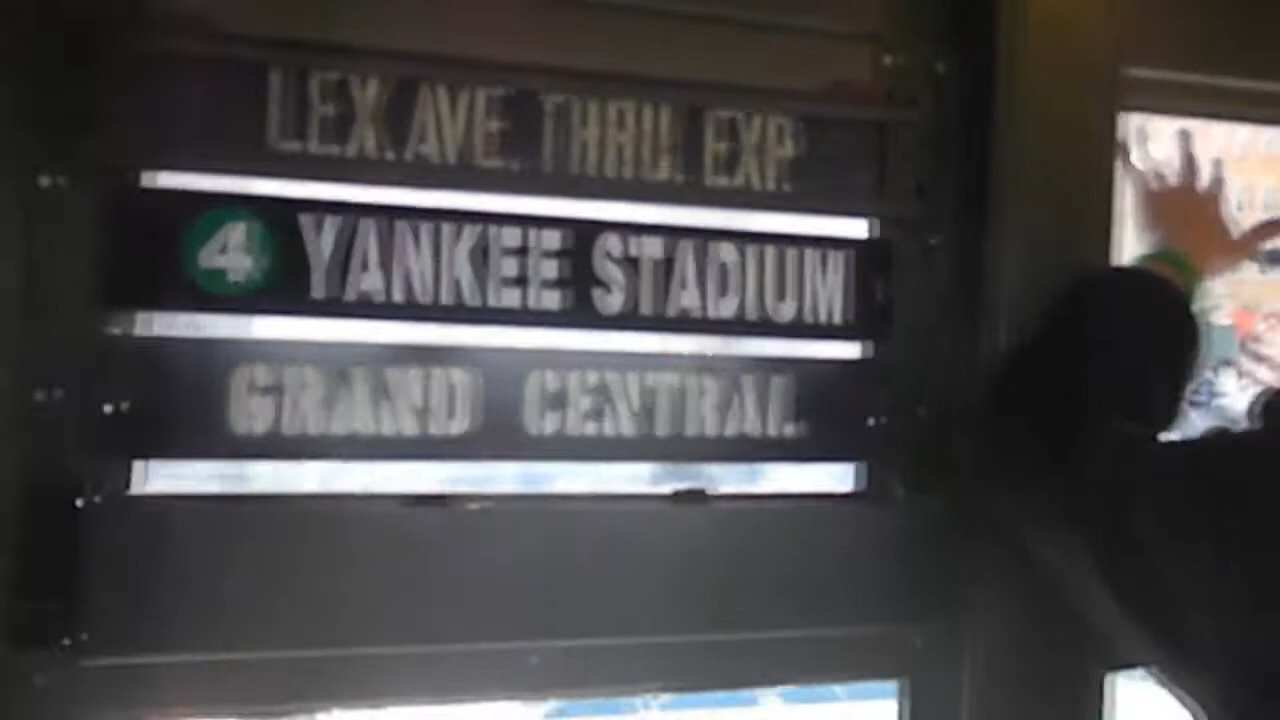 LEX. AVE. THRU. EXP.
4 YANKEE STADIUM
GRAND CENTRAL